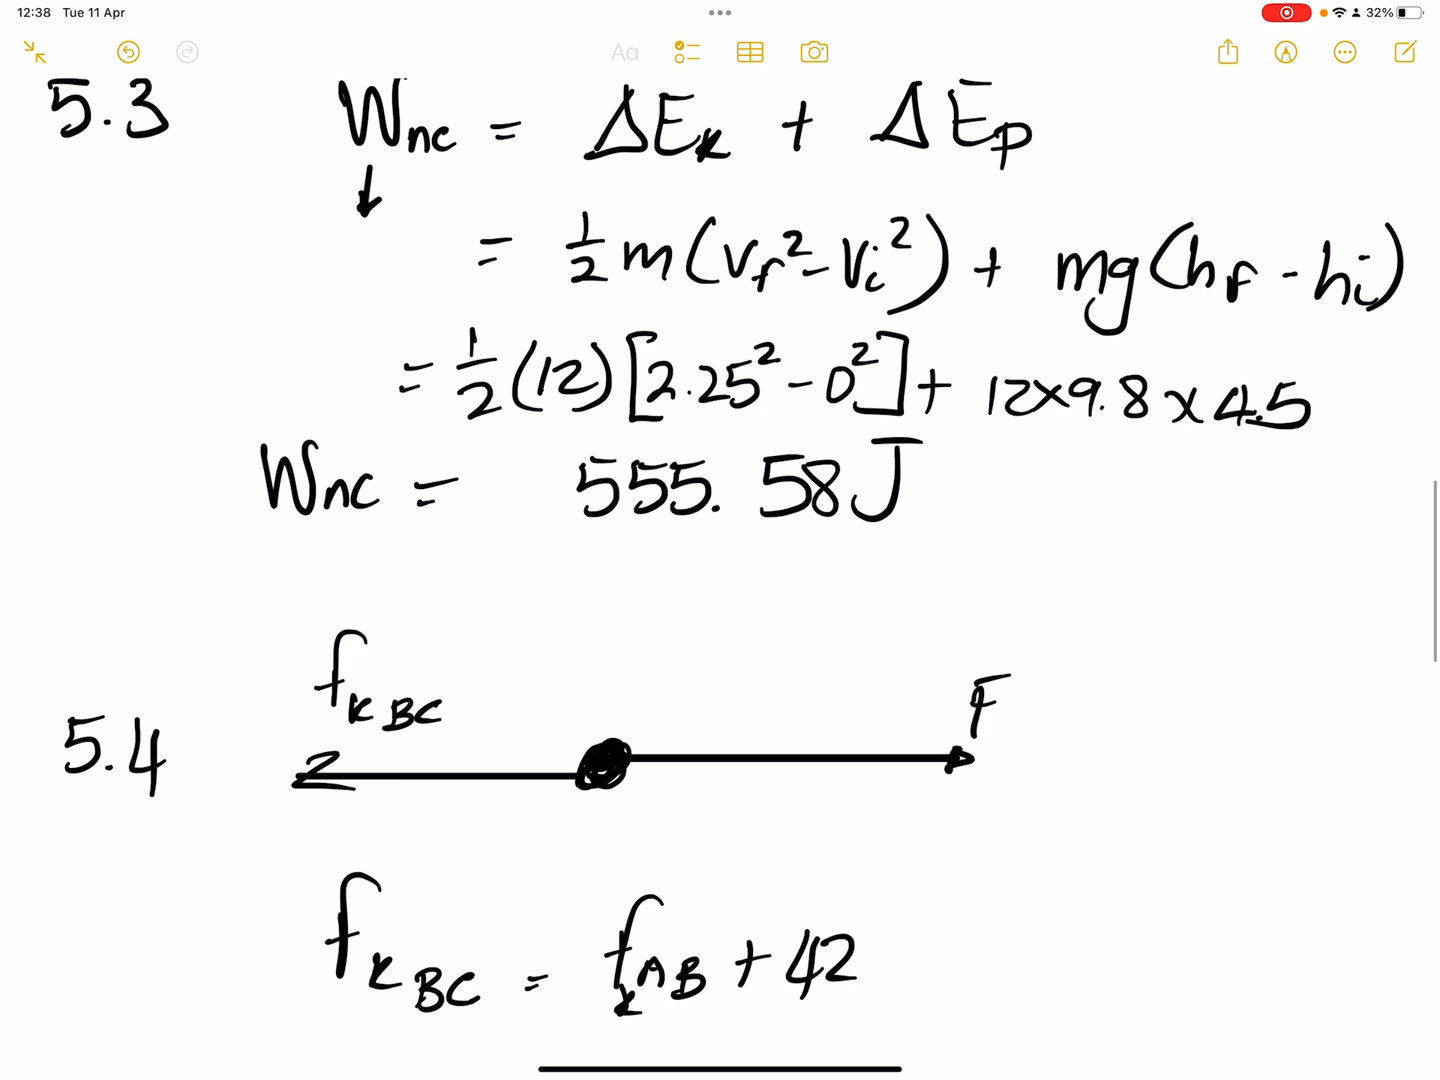 12:38 Tue 11 Apr 32%
Aa
5.3 Wnc = ΔEk + ΔEp
↓
= 1/2 m(vf² - vi²) + mg(hf - hi)
= 1/2 (12)[2.25² - 0²] + 12×9.8×4.5
Wnc = 555.58J
fk BC
F
5.4
fk BC = fk AB + 42